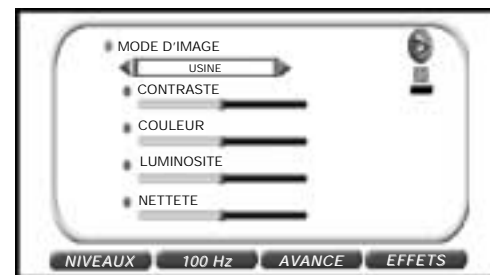 MODE D'IMAGE
USINE
CONTRASTE
COULEUR
LUMINOSITE
NETTETE
NIVEAUX 100 Hz AVANCE EFFETS